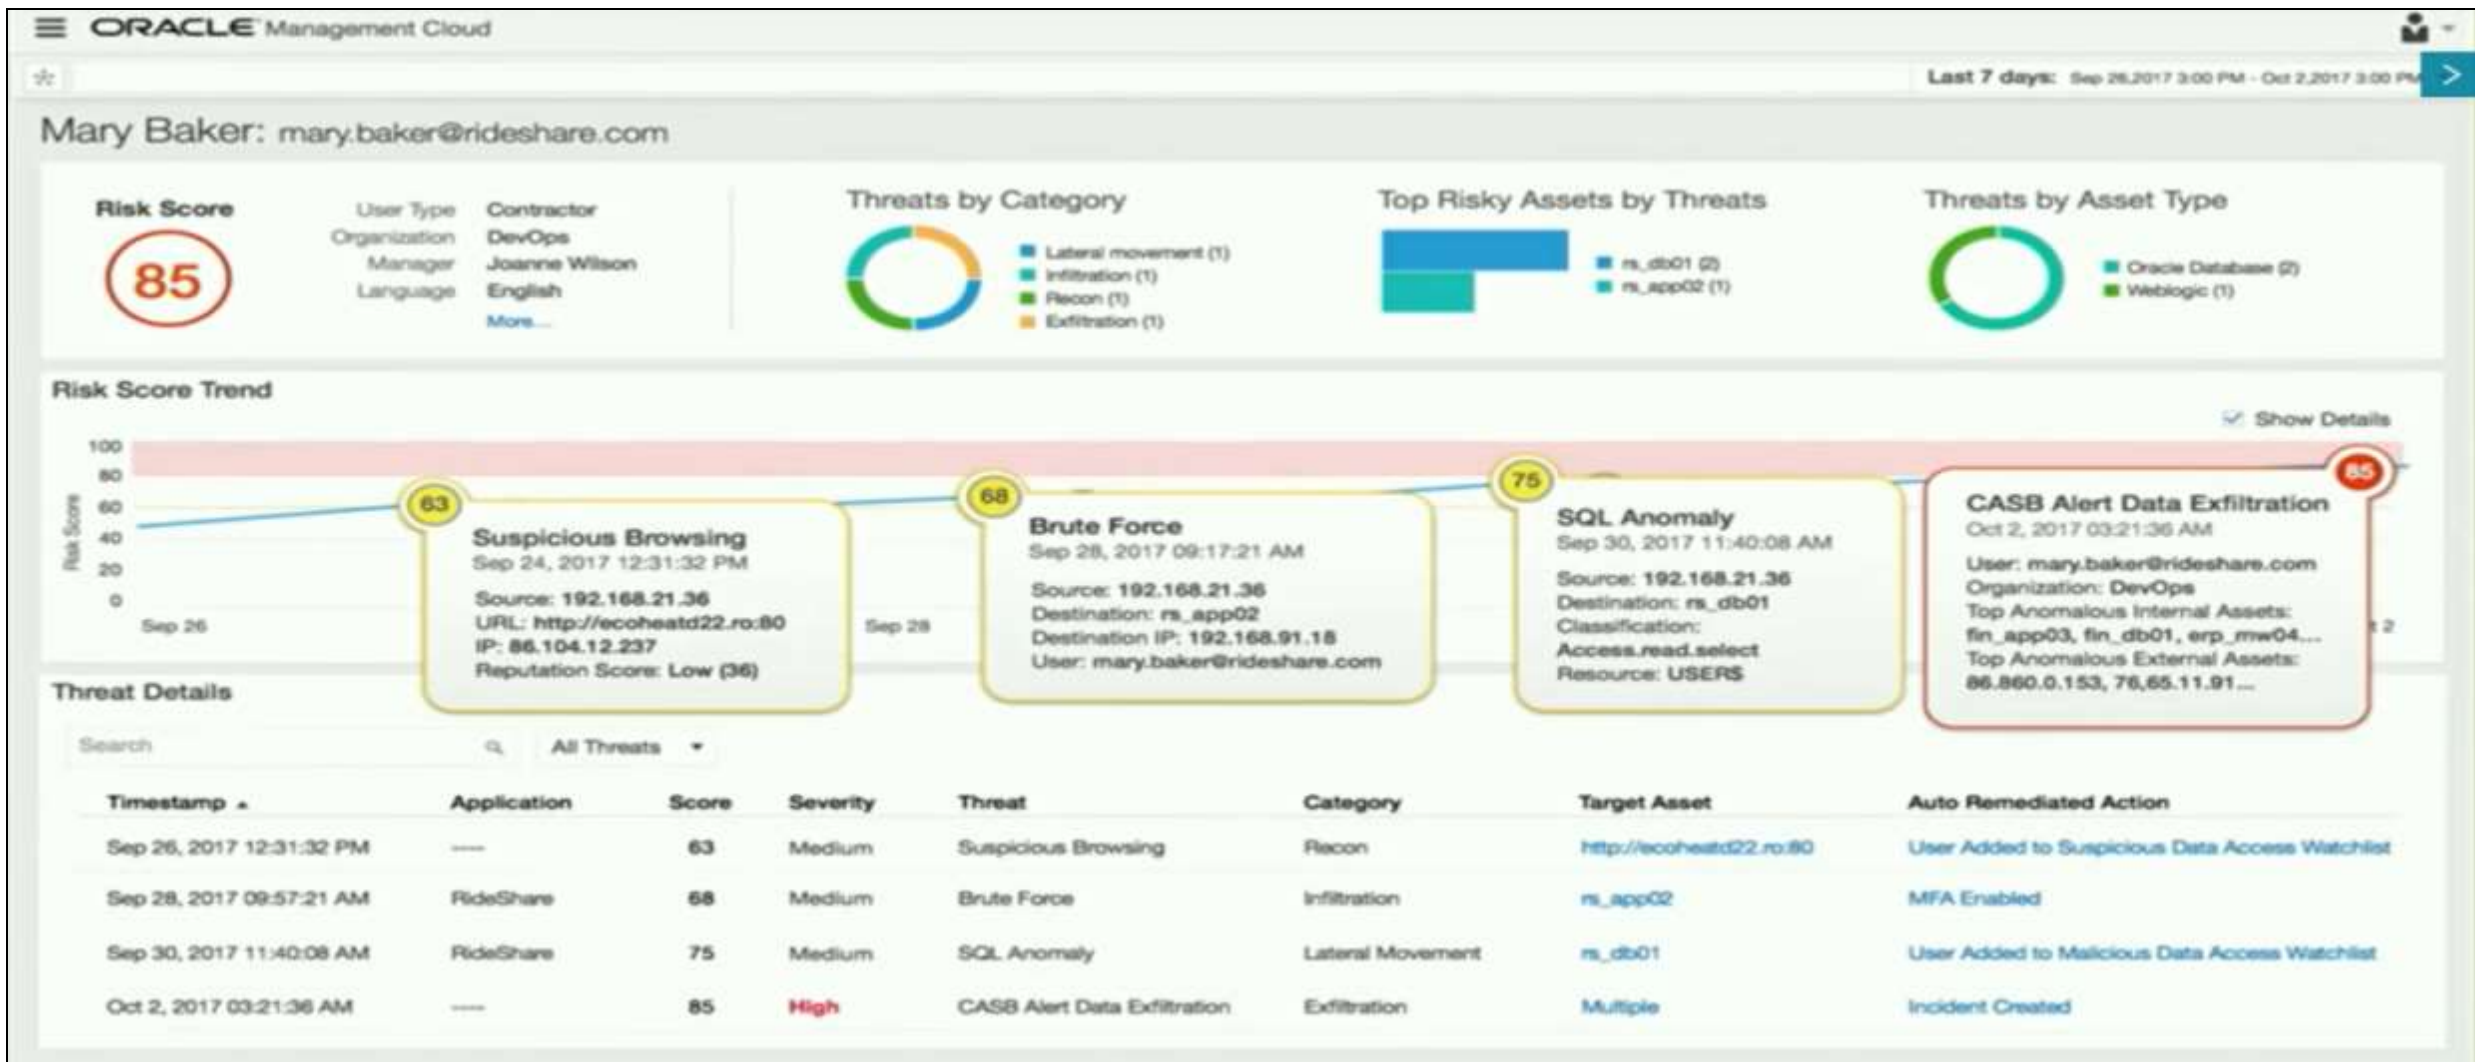 ORACLE Management Cloud
Last 7 days: Sep 26,2017 3:00 PM - Oct 2,2017 3:00 PM
Mary Baker: mary.baker@rideshare.com
Risk Score
85
User Type Contractor
Organization DevOps
Manager Joanne Wilson
Language English
More...
Threats by Category
Lateral movement (1)
Infiltration (1)
Recon (1)
Exfiltration (1)
Top Risky Assets by Threats
rs_db01 (2)
rs_app02 (1)
Threats by Asset Type
Oracle Database (2)
Weblogic (1)
Risk Score Trend
Show Details
Risk Score
100
80
60
40
20
0
Sep 26
Sep 28
2
63
Suspicious Browsing
Sep 24, 2017 12:31:32 PM
Source: 192.168.21.36
URL: http://ecoheatd22.ro:80
IP: 86.104.12.237
Reputation Score: Low (36)
68
Brute Force
Sep 28, 2017 09:17:21 AM
Source: 192.168.21.36
Destination: rs_app02
Destination IP: 192.168.91.18
User: mary.baker@rideshare.com
75
SQL Anomaly
Sep 30, 2017 11:40:08 AM
Source: 192.168.21.36
Destination: rs_db01
Classification:
Access.read.select
Resource: USER$
85
CASB Alert Data Exfiltration
Oct 2, 2017 03:21:36 AM
User: mary.baker@rideshare.com
Organization: DevOps
Top Anomalous Internal Assets:
fin_app03, fin_db01, erp_mw04...
Top Anomalous External Assets:
86.860.0.153, 76,65.11.91...
Threat Details
Search
All Threats
Timestamp Application Score Severity Threat Category Target Asset Auto Remediated Action
Sep 26, 2017 12:31:32 PM ---- 63 Medium Suspicious Browsing Recon http://ecoheatd22.ro:80 User Added to Suspicious Data Access Watchlist
Sep 28, 2017 09:57:21 AM RideShare 68 Medium Brute Force Infiltration rs_app02 MFA Enabled
Sep 30, 2017 11:40:08 AM RideShare 75 Medium SQL Anomaly Lateral Movement rs_db01 User Added to Malicious Data Access Watchlist
Oct 2, 2017 03:21:36 AM ---- 85 High CASB Alert Data Exfiltration Exfiltration Multiple Incident Created